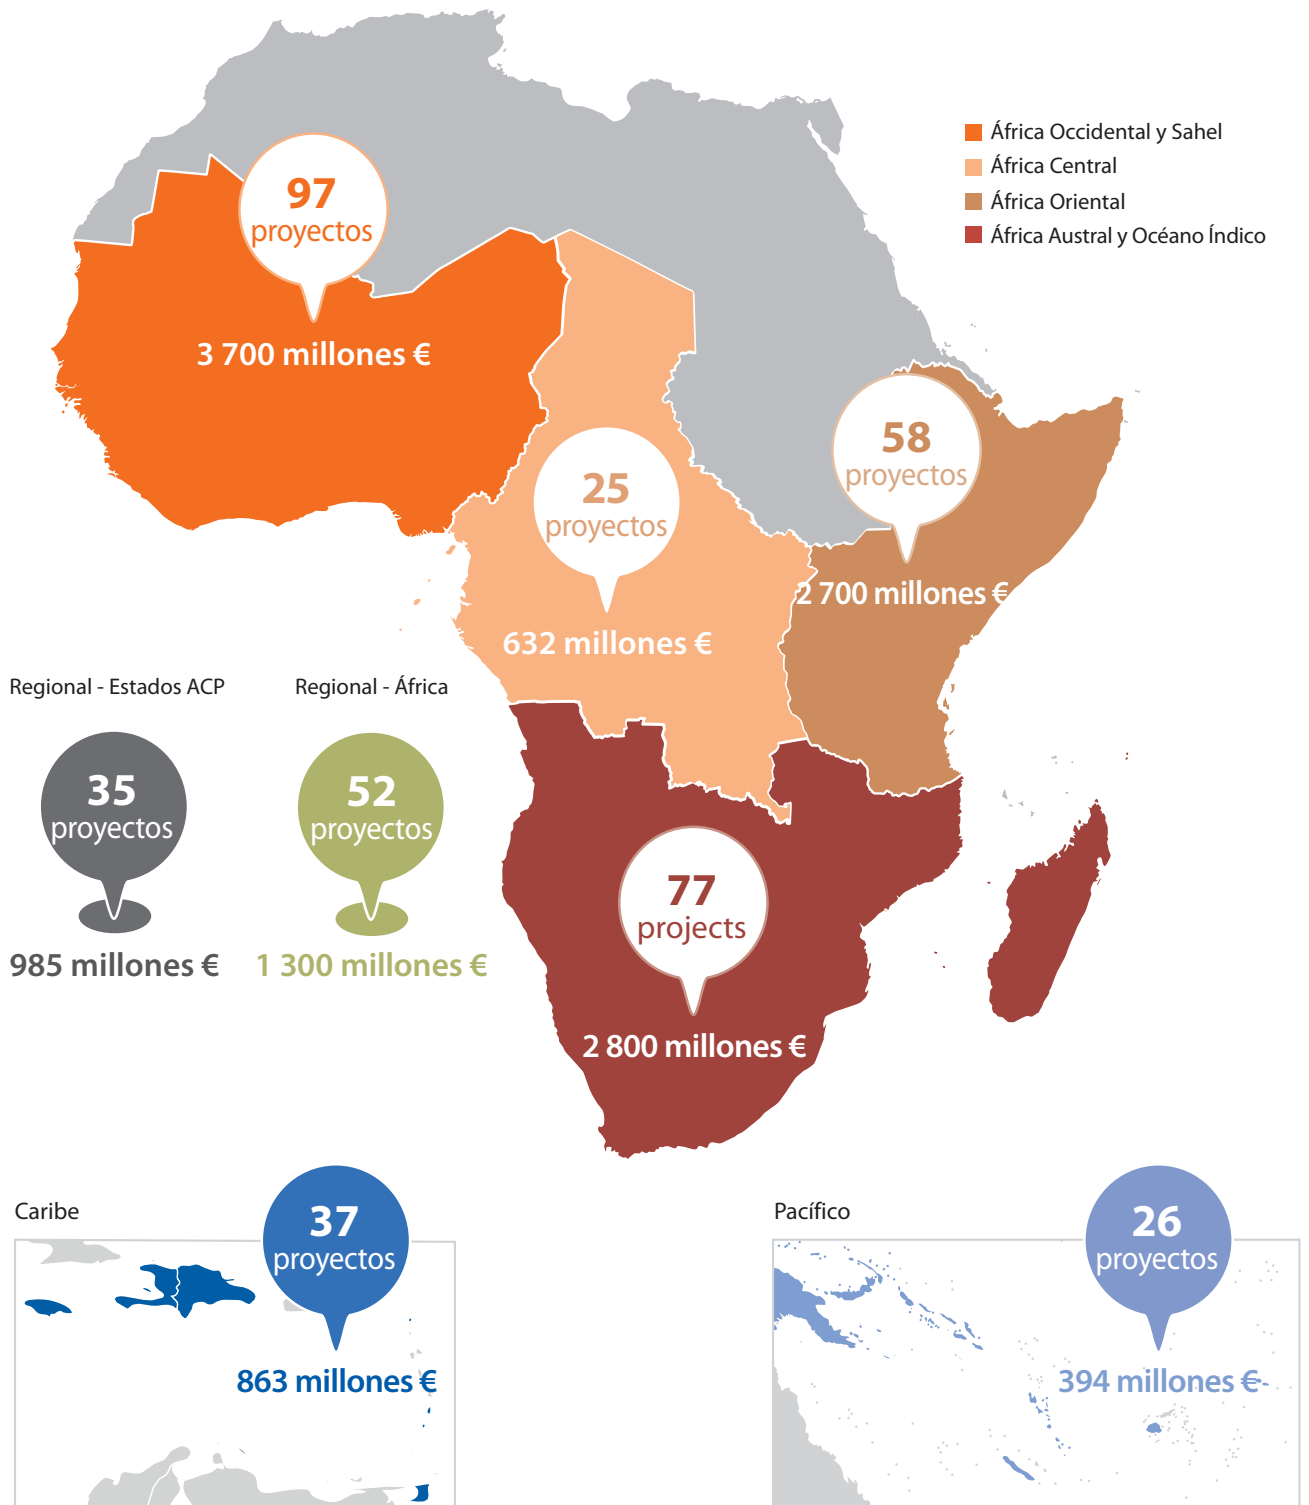 África Occidental y Sahel
África Central
África Oriental
África Austral y Océano Índico
97
proyectos
3 700 millones €
58
proyectos
2 700 millones €
25
proyectos
632 millones €
Regional - Estados ACP
35
proyectos
985 millones €
Regional - África
52
proyectos
1 300 millones €
77
projects
2 800 millones €
Caribe
37
proyectos
863 millones €
Pacífico
26
proyectos
394 millones €